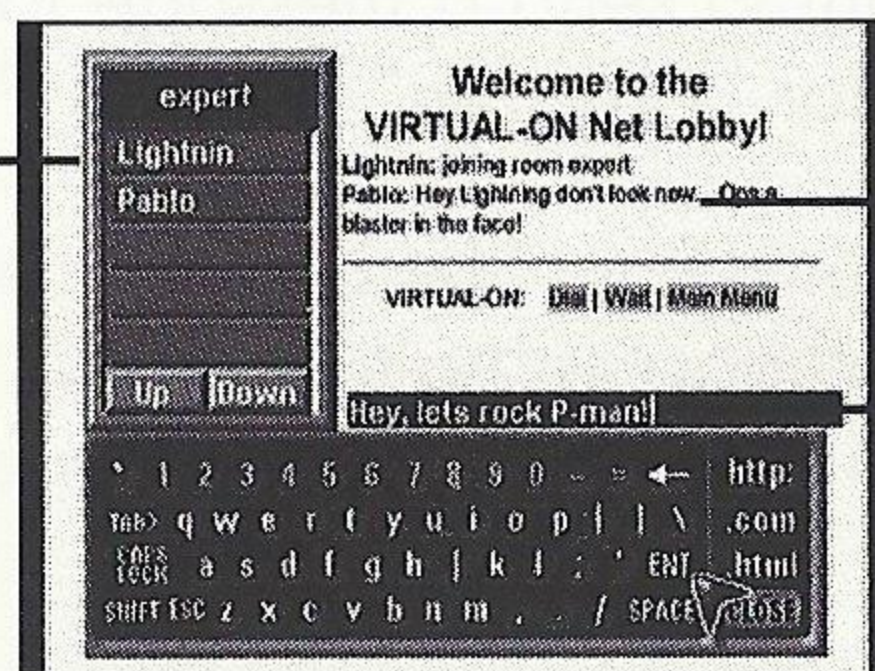 expert
Lightnin
Pablo
Up Down
Welcome to the
VIRTUAL-ON Net Lobby!
Lightnin: joining room expert
Pablo: Hey Lightning don't look now. Oos a
blaster in the face!
VIRTUAL-ON: Dial | Wait | Main Menu
Hey, lets rock P-man!
` 1 2 3 4 5 6 7 8 9 0 - = http:
TAB> q w e r t y u i o p [ ] \ .com
CAPS LOCK a s d f g h j k l ; ' ENT .html
SHIFT ESC z x c v b n m , . / SPACE CLOSE